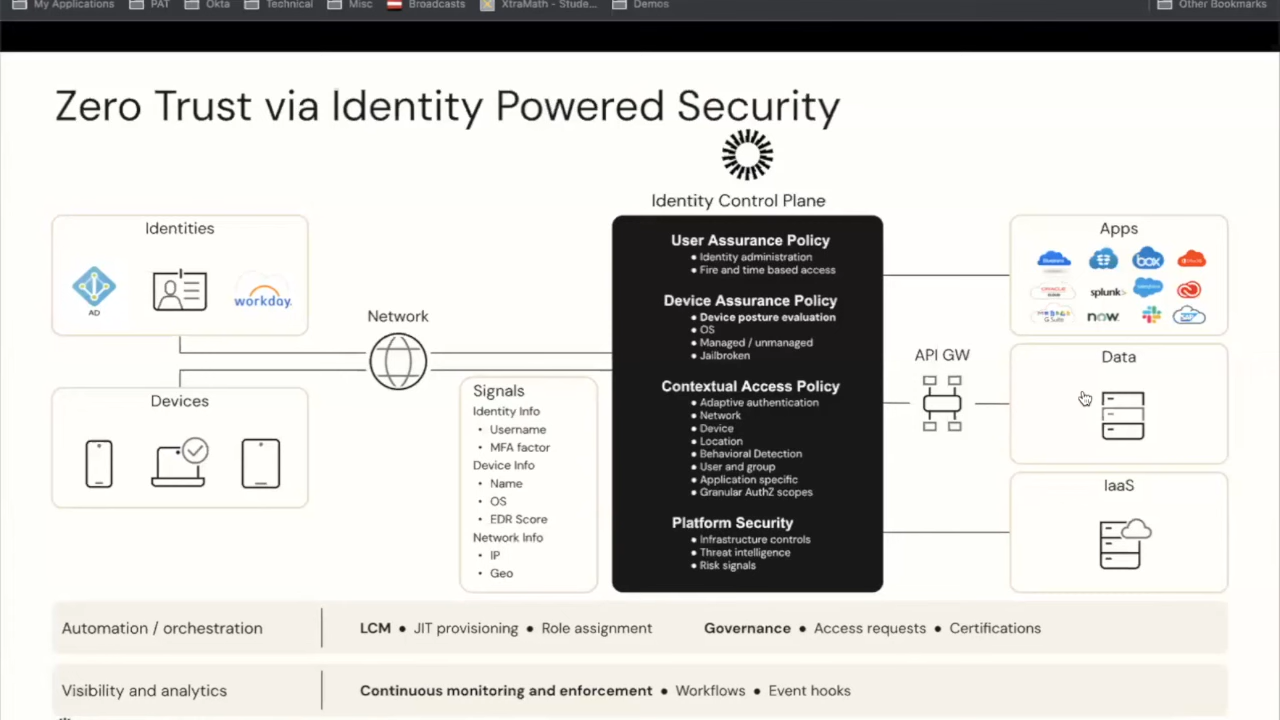 My Applications PAT Okta Technical Misc Broadcasts XtraMath - Stude... Demos Other Bookmarks
Zero Trust via Identity Powered Security
Identity Control Plane
Identities
AD
workday.
Devices
Network
Signals
Identity Info
• Username
• MFA factor
Device Info
• Name
• OS
• EDR Score
Network Info
• IP
• Geo
User Assurance Policy
• Identity administration
• Fire and time based access
Device Assurance Policy
• Device posture evaluation
• OS
• Managed / unmanaged
• Jailbroken
Contextual Access Policy
• Adaptive authentication
• Network
• Device
• Location
• Behavioral Detection
• User and group
• Application specific
• Granular AuthZ scopes
Platform Security
• Infrastructure controls
• Threat intelligence
• Risk signals
API GW
Apps
box
splunk>
G Suite
now.
Data
IaaS
Automation / orchestration
LCM • JIT provisioning • Role assignment Governance • Access requests • Certifications
Visibility and analytics
Continuous monitoring and enforcement • Workflows • Event hooks